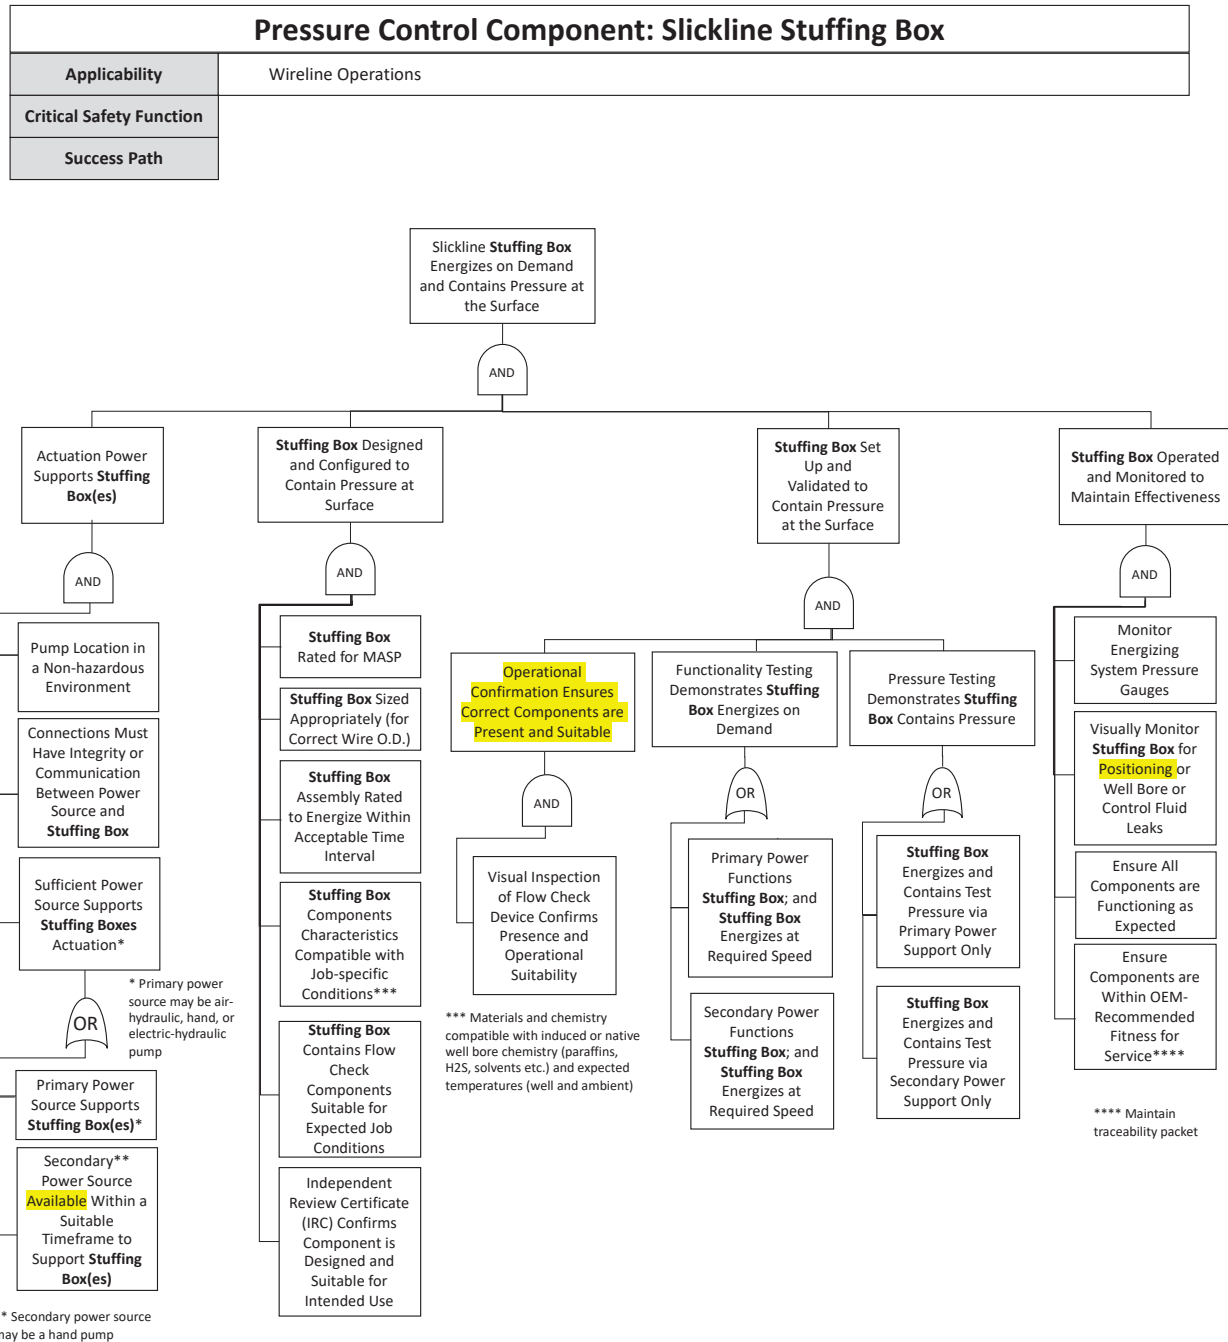 Pressure Control Component: Slickline Stuffing Box
Applicability
Wireline Operations
Critical Safety Function
Success Path
Slickline Stuffing Box
Energizes on Demand
and Contains Pressure at
the Surface
AND
Actuation Power
Supports Stuffing
Box(es)
AND
Pump Location in
a Non-hazardous
Environment
Connections Must
Have Integrity or
Communication
Between Power
Source and
Stuffing Box
Sufficient Power
Source Supports
Stuffing Boxes
Actuation*
OR
* Primary power
source may be air-
hydraulic, hand, or
electric-hydraulic
pump
Primary Power
Source Supports
Stuffing Box(es)*
Secondary**
Power Source
Available Within a
Suitable
Timeframe to
Support Stuffing
Box(es)
* Secondary power source
may be a hand pump
Stuffing Box Designed
and Configured to
Contain Pressure at
Surface
AND
Stuffing Box
Rated for MASP
Stuffing Box Sized
Appropriately (for
Correct Wire O.D.)
Stuffing Box
Assembly Rated
to Energize Within
Acceptable Time
Interval
Stuffing Box
Components
Characteristics
Compatible with
Job-specific
Conditions***
Stuffing Box
Contains Flow
Check
Components
Suitable for
Expected Job
Conditions
Independent
Review Certificate
(IRC) Confirms
Component is
Designed and
Suitable for
Intended Use
Stuffing Box Set
Up and
Validated to
Contain Pressure
at the Surface
AND
Operational
Confirmation Ensures
Correct Components are
Present and Suitable
AND
Visual Inspection
of Flow Check
Device Confirms
Presence and
Operational
Suitability
*** Materials and chemistry
compatible with induced or native
well bore chemistry (paraffins,
H2S, solvents etc.) and expected
temperatures (well and ambient)
Functionality Testing
Demonstrates Stuffing
Box Energizes on
Demand
OR
Primary Power
Functions
Stuffing Box; and
Stuffing Box
Energizes at
Required Speed
Secondary Power
Functions
Stuffing Box; and
Stuffing Box
Energizes at
Required Speed
Pressure Testing
Demonstrates Stuffing
Box Contains Pressure
OR
Stuffing Box
Energizes and
Contains Test
Pressure via
Primary Power
Support Only
Stuffing Box
Energizes and
Contains Test
Pressure via
Secondary Power
Support Only
Stuffing Box Operated
and Monitored to
Maintain Effectiveness
AND
Monitor
Energizing
System Pressure
Gauges
Visually Monitor
Stuffing Box for
Positioning or
Well Bore or
Control Fluid
Leaks
Ensure All
Components are
Functioning as
Expected
Ensure
Components are
Within OEM-
Recommended
Fitness for
Service****
**** Maintain
traceability packet